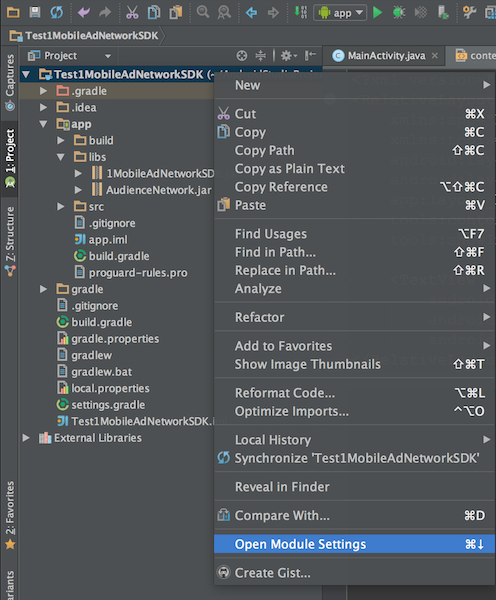 app
Test1MobileAdNetworkSDK
Project
MainActivity.java
conte
Captures
1: Project
Z: Structure
2: Favorites
ariants
Test1MobileAdNetworkSDK
.gradle
.idea
app
build
libs
1MobileAdNetworkSD
AudienceNetwork.jar
src
.gitignore
app.iml
build.gradle
proguard-rules.pro
gradle
.gitignore
build.gradle
gradle.properties
gradlew
gradlew.bat
local.properties
settings.gradle
Test1MobileAdNetworkSDK.i
External Libraries
New
Cut ⌘X
Copy ⌘C
Copy Path ⇧⌘C
Copy as Plain Text
Copy Reference ⌥⇧⌘C
Paste ⌘V
Find Usages ⌥F7
Find in Path... ⇧⌘F
Replace in Path... ⇧⌘R
Analyze
Refactor
Add to Favorites
Show Image Thumbnails ⇧⌘T
Reformat Code... ⌥⌘L
Optimize Imports... ^⌥O
Local History
Synchronize 'Test1MobileAdNetworkSDK'
Reveal in Finder
Compare With... ⌘D
Open Module Settings ⌘↓
Create Gist...